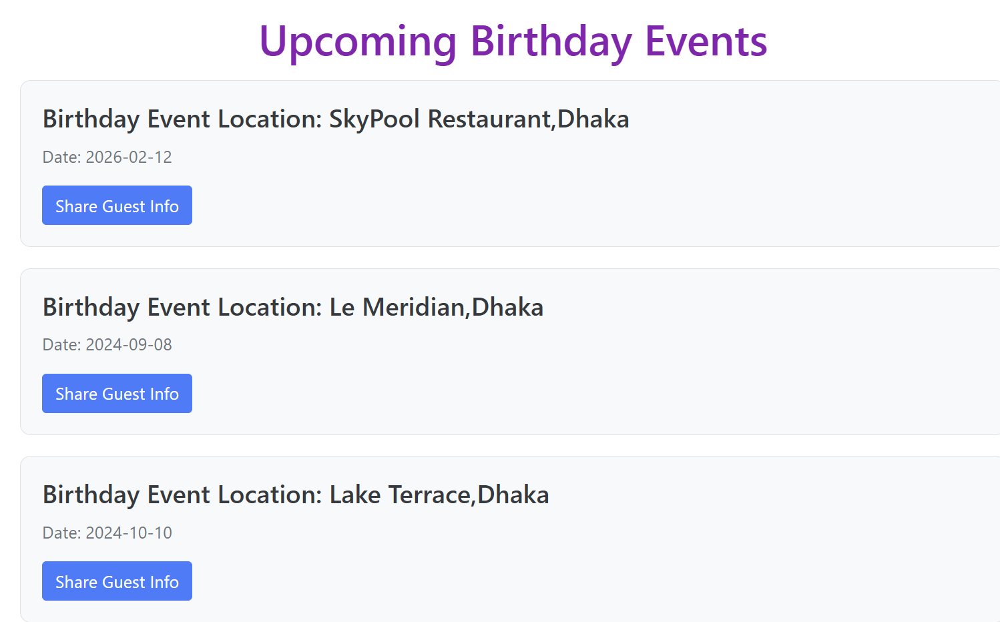 Upcoming Birthday Events
Birthday Event Location: SkyPool Restaurant,Dhaka
Date: 2026-02-12
Share Guest Info
Birthday Event Location: Le Meridian,Dhaka
Date: 2024-09-08
Share Guest Info
Birthday Event Location: Lake Terrace,Dhaka
Date: 2024-10-10
Share Guest Info